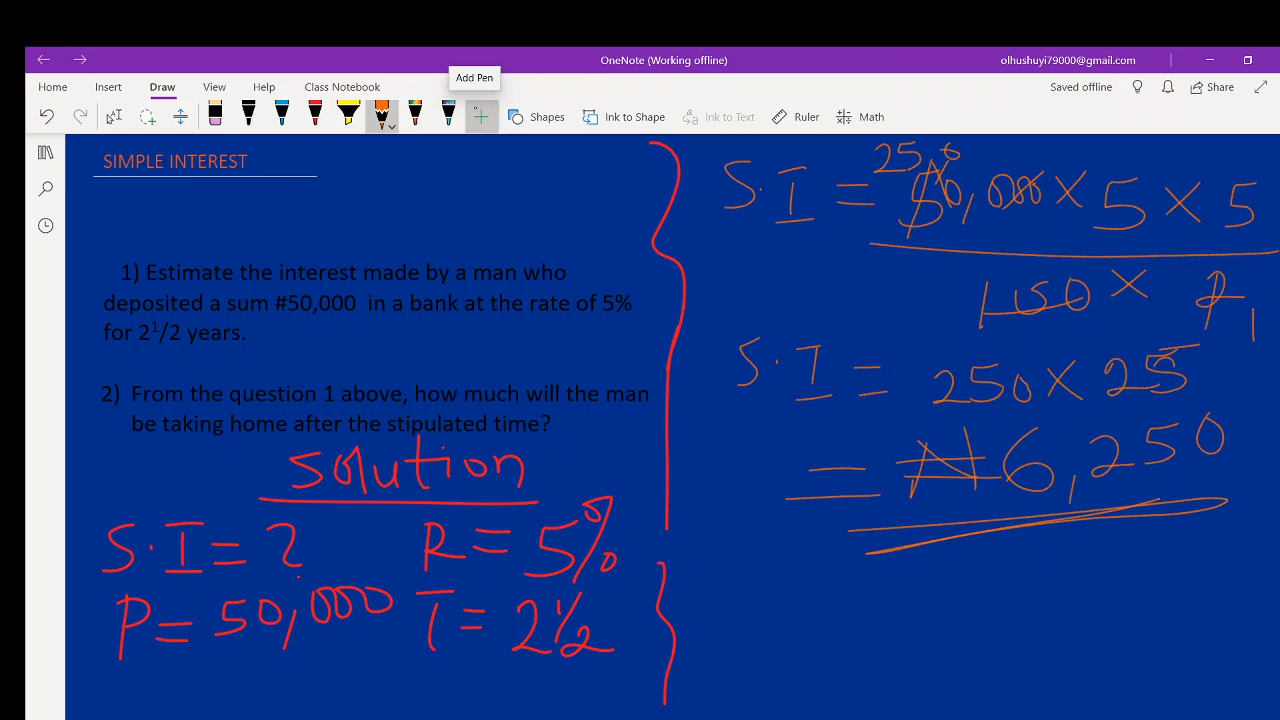 Add Pen
OneNote (Working offline)
olhushuyi79000@gmail.com
Home Insert Draw View Help Class Notebook
Saved offline
Share
Shapes
Ink to Shape
Ink to Text
Ruler
Math
SIMPLE INTEREST
1) Estimate the interest made by a man who
deposited a sum #50,000 in a bank at the rate of 5%
for 2¹/2 years.
2) From the question 1 above, how much will the man
be taking home after the stipulated time?
Solution
S.I = ? R = 5%
P = 50,000 T = 2½
S.I = 50,000 × 5 × 5
100 × 2
S.I = 250 × 25
= ₦6,250